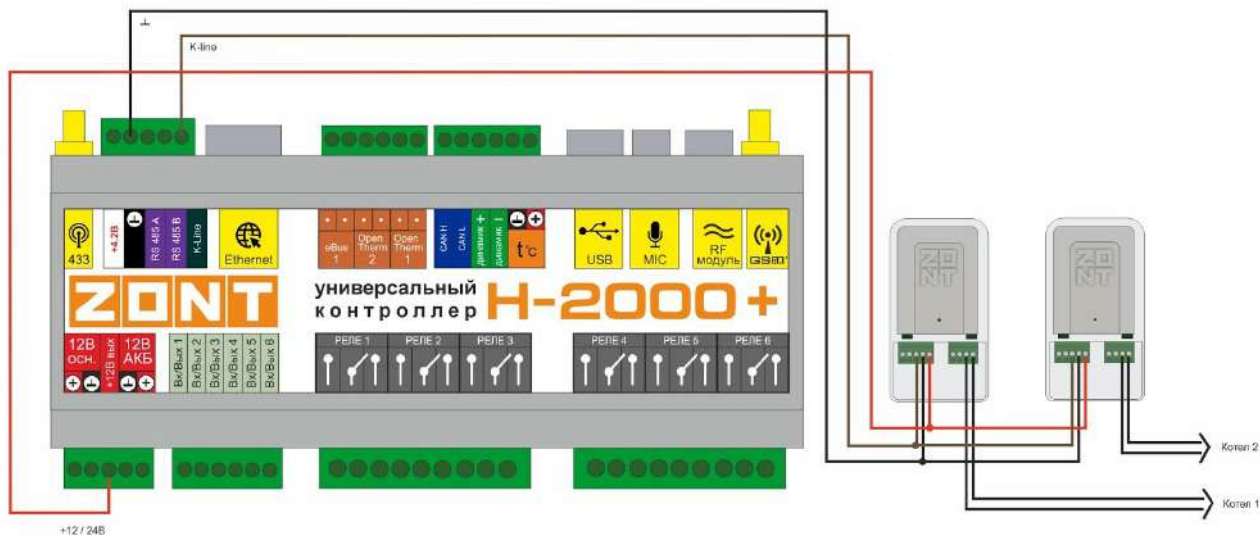 ⏊
K-line
433
+4.2В
RS 485 A
RS 485 B
K-Line
Ethernet
eBus
1
Open
Therm
2
Open
Therm
1
CAN H
CAN L
динамик +
динамик –
t°C
USB
MIC
RF
модуль
GSM
ZONT
универсальный
контроллер
H-2000+
12В
осн.
+12В вых
12В
АКБ
Вх/Вых 1
Вх/Вых 2
Вх/Вых 3
Вх/Вых 4
Вх/Вых 5
Вх/Вых 6
РЕЛЕ 1
РЕЛЕ 2
РЕЛЕ 3
РЕЛЕ 4
РЕЛЕ 5
РЕЛЕ 6
ZONT
ZONT
Котел 2
Котел 1
+12 / 24В